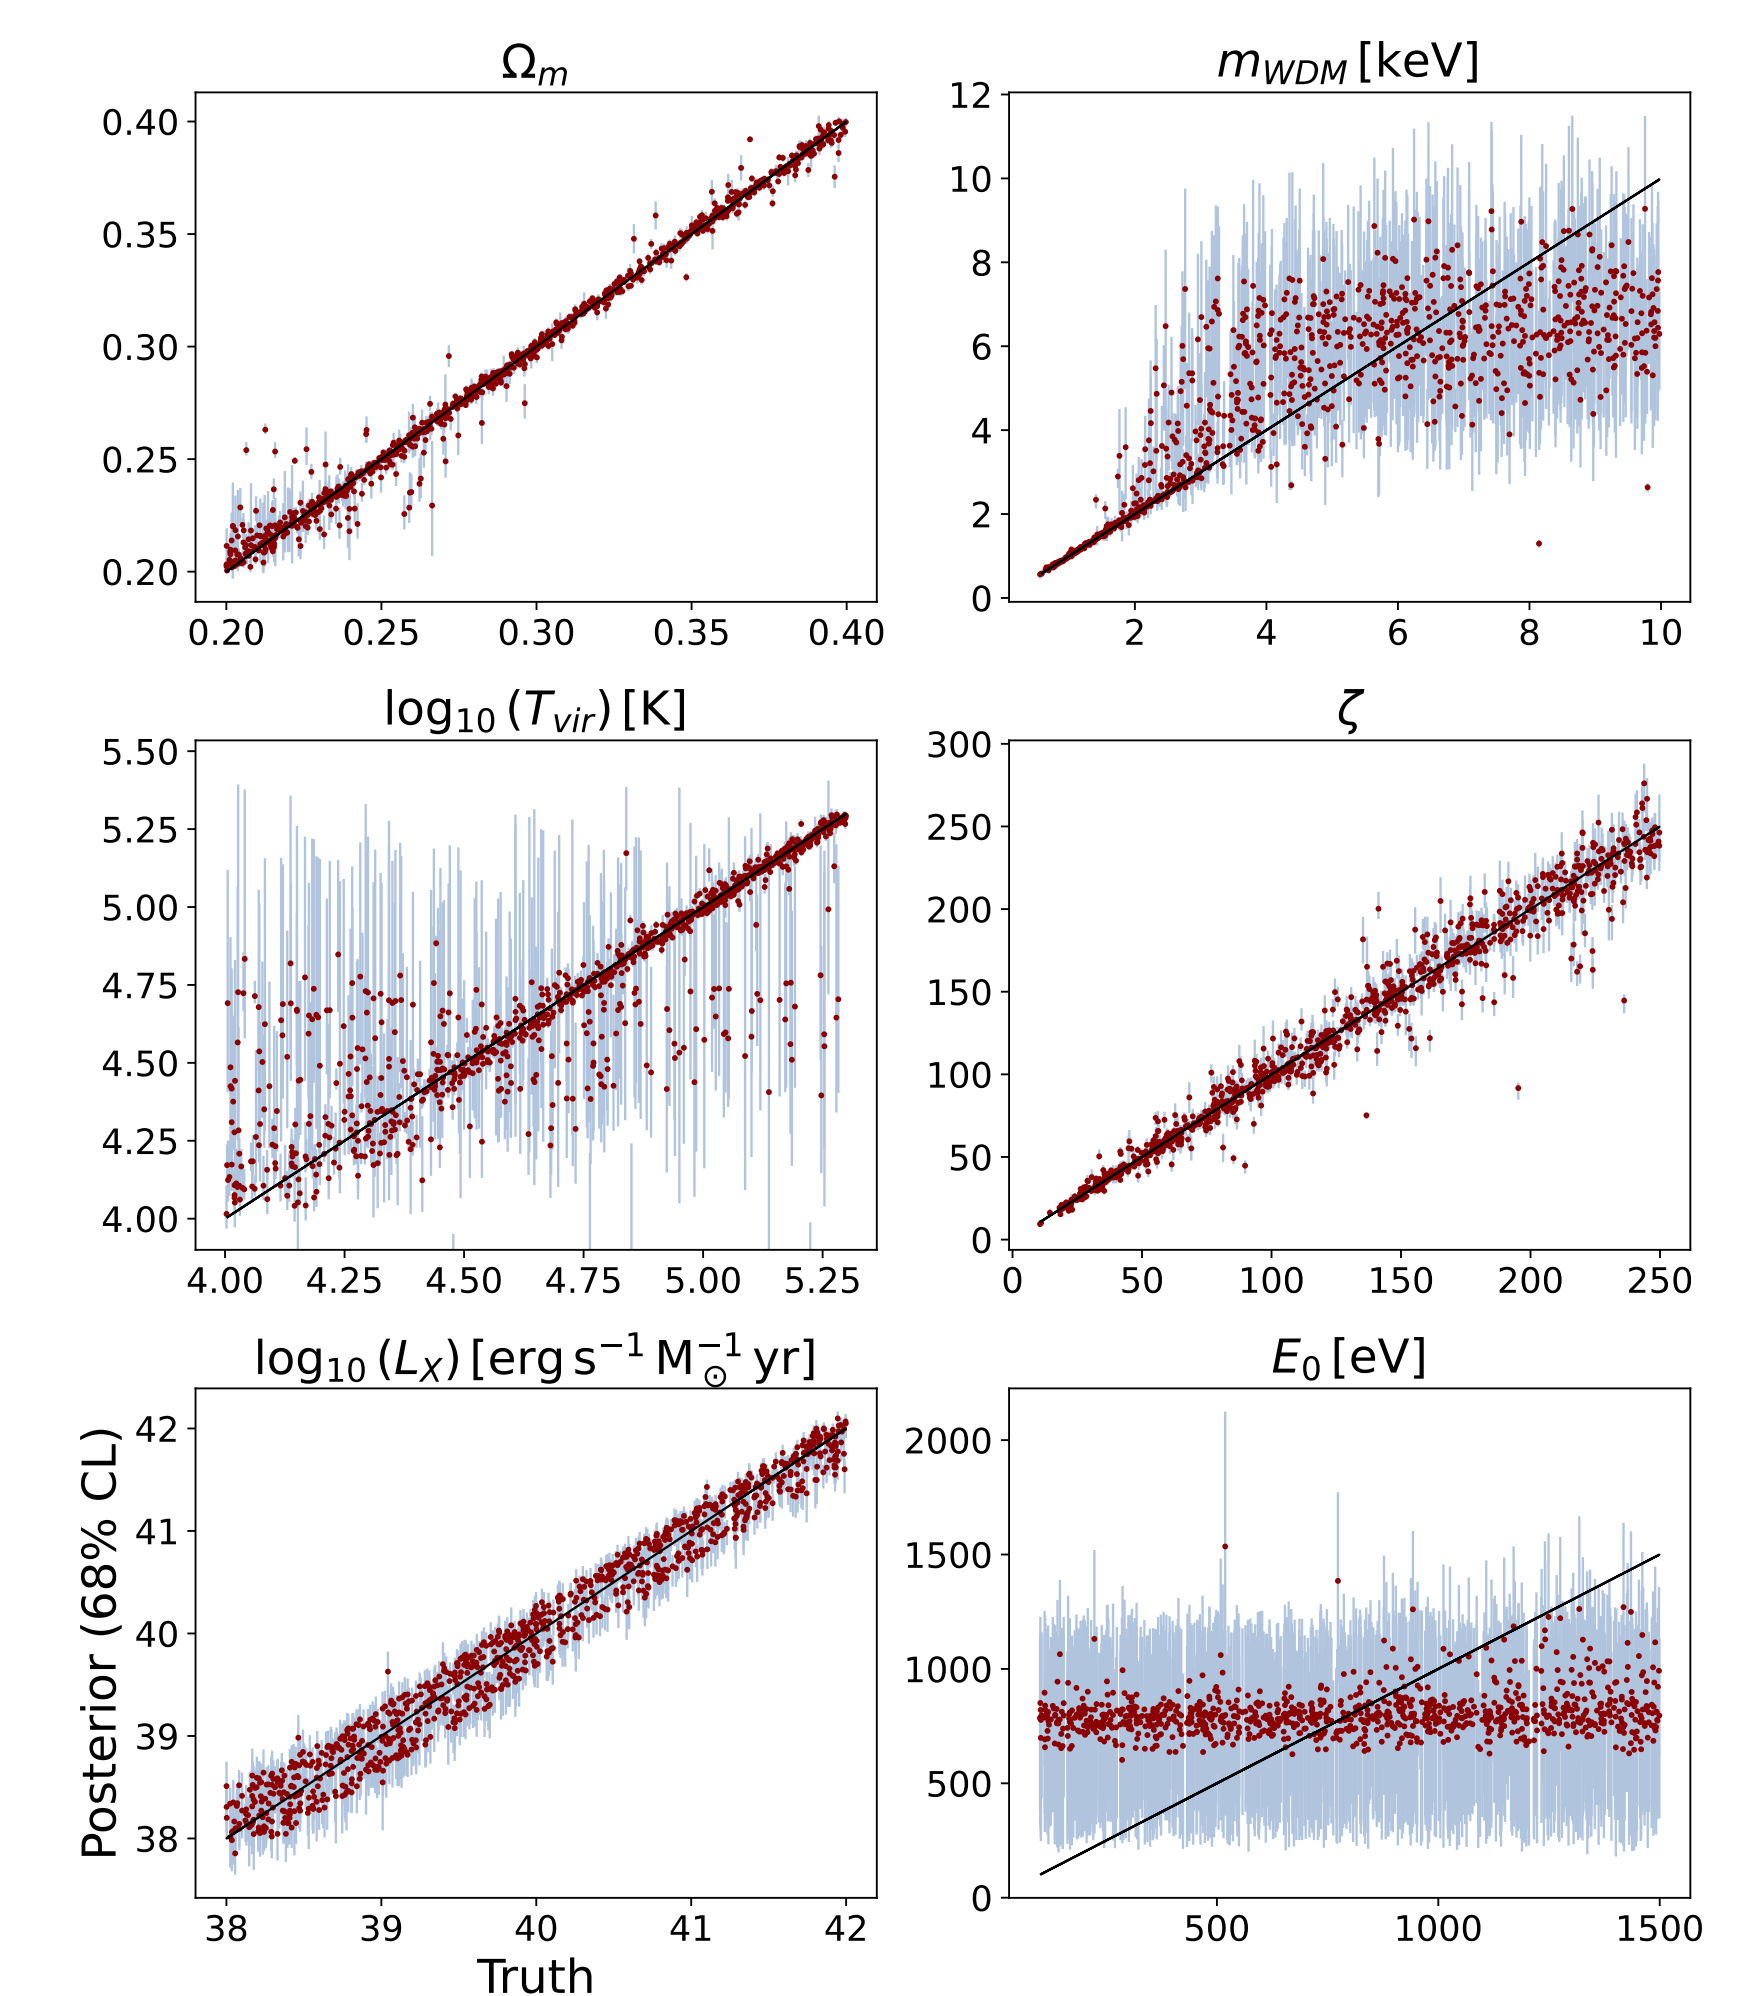 Ω_m
0.40
0.35
0.30
0.25
0.20
0.20 0.25 0.30 0.35 0.40
m_WDM [keV]
12
10
8
6
4
2
0
2 4 6 8 10
log₁₀ (T_vir) [K]
5.50
5.25
5.00
4.75
4.50
4.25
4.00
4.00 4.25 4.50 4.75 5.00 5.25
ζ
300
250
200
150
100
50
0
0 50 100 150 200 250
log₁₀ (L_X) [erg s⁻¹ M_⊙⁻¹ yr]
42
41
40
39
38
38 39 40 41 42
Posterior (68% CL)
Truth
E₀ [eV]
2000
1500
1000
500
0
500 1000 1500